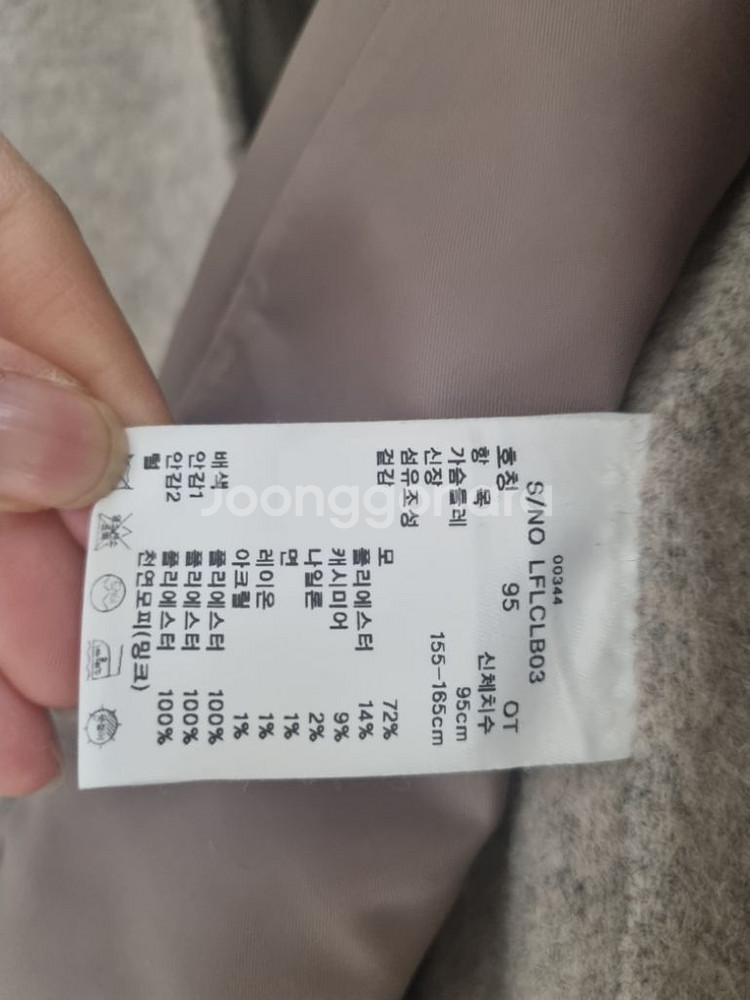 00344
S/NO LFLCLB03
호칭 95 OT
항 목 신체치수
가슴둘레 95cm
신장 155-165cm
섬유조성
겉감 모 72%
폴리에스터 14%
캐시미어 9%
나일론 2%
면 1%
레이온 1%
아크릴 1%
배색 폴리에스터 100%
안감1 폴리에스터 100%
안감2 폴리에스터 100%
털 천연모피(밍크)
Joonggonara